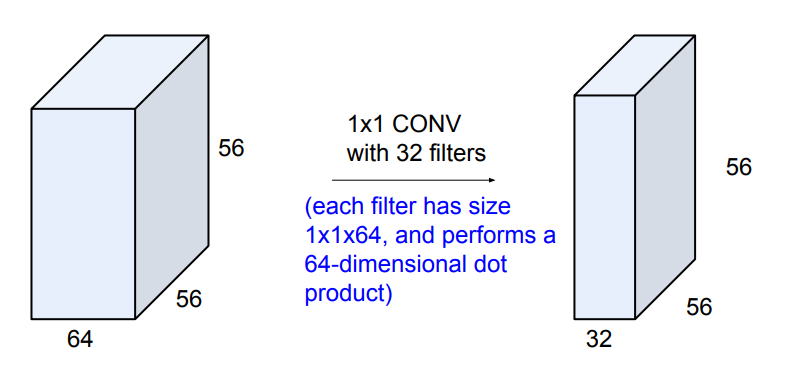 56
56
64
1x1 CONV
with 32 filters
(each filter has size
1x1x64, and performs a
64-dimensional dot
product)
56
56
32